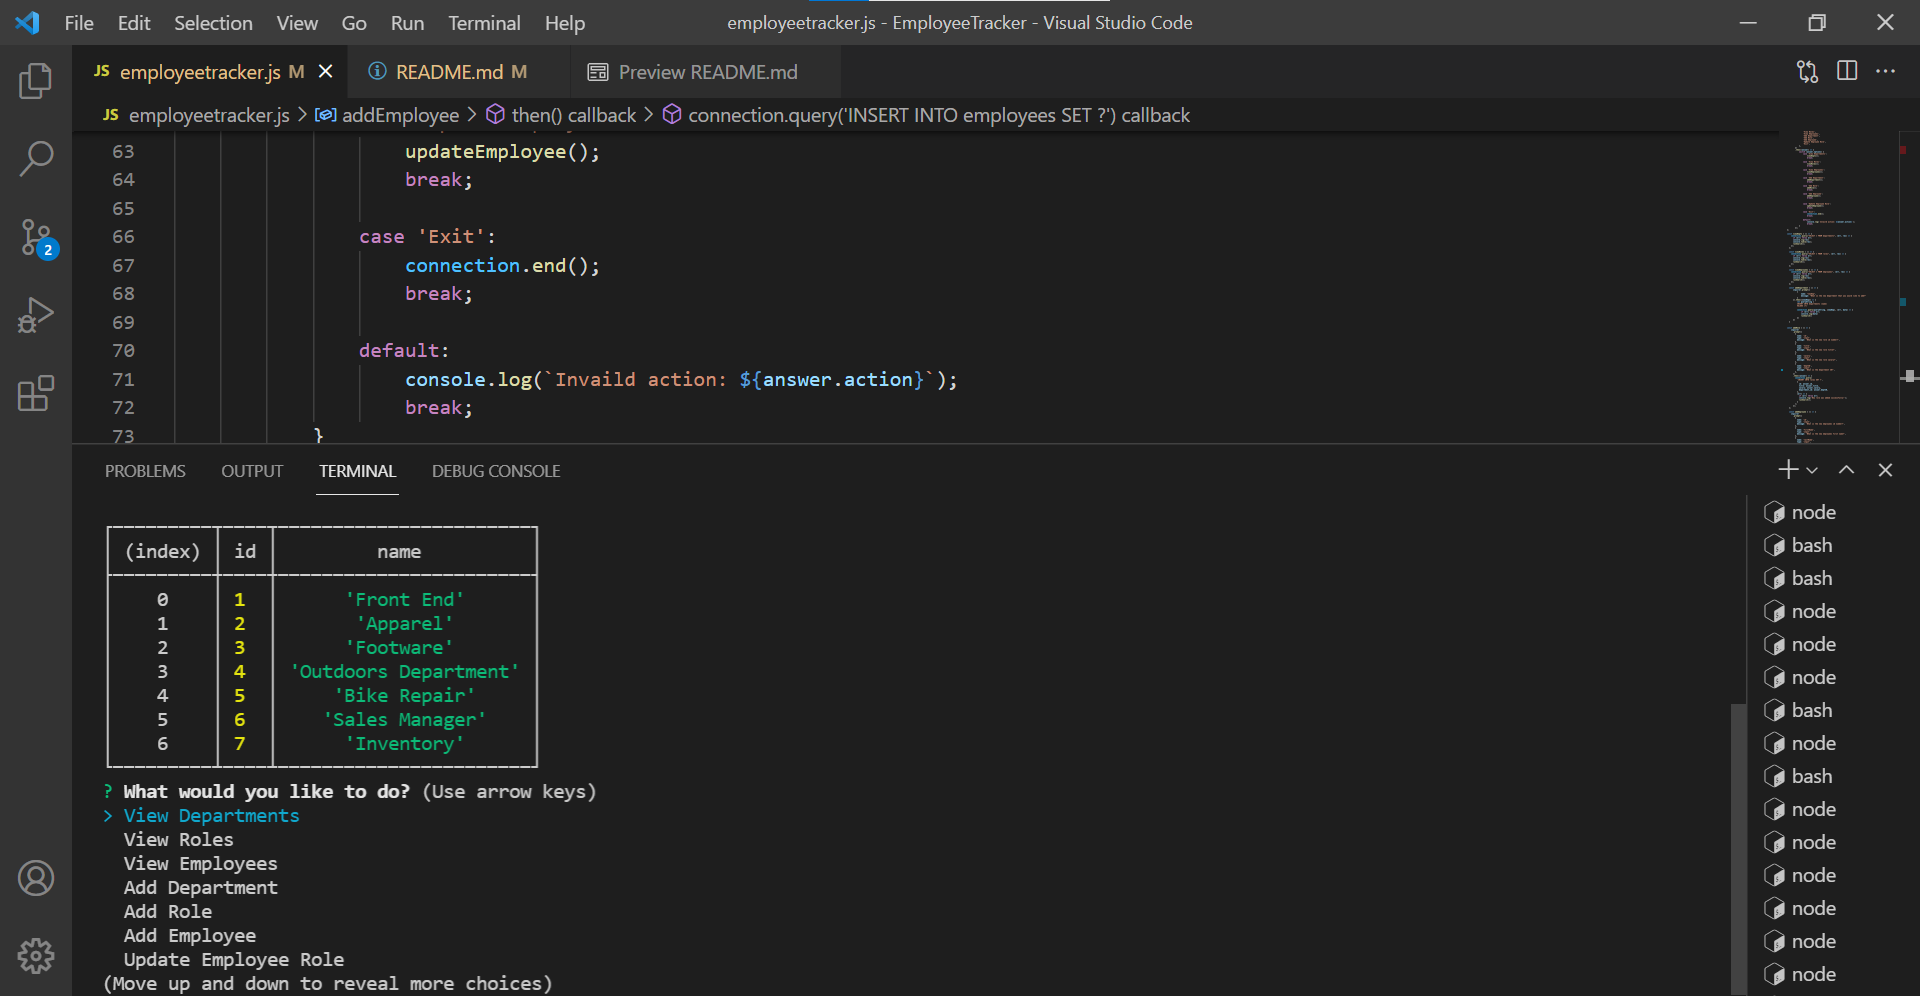 File Edit Selection View Go Run Terminal Help employeetracker.js - EmployeeTracker - Visual Studio Code
JS employeetracker.js M README.md M Preview README.md
JS employeetracker.js > addEmployee > then() callback > connection.query('INSERT INTO employees SET ?') callback
63 updateEmployee();
64 break;
65
66 case 'Exit':
67 connection.end();
68 break;
69
70 default:
71 console.log(`Invaild action: ${answer.action}`);
72 break;
73 }
2
PROBLEMS OUTPUT TERMINAL DEBUG CONSOLE
(index) id name
0 1 'Front End'
1 2 'Apparel'
2 3 'Footware'
3 4 'Outdoors Department'
4 5 'Bike Repair'
5 6 'Sales Manager'
6 7 'Inventory'
? What would you like to do? (Use arrow keys)
> View Departments
View Roles
View Employees
Add Department
Add Role
Add Employee
Update Employee Role
(Move up and down to reveal more choices)
node
bash
bash
node
node
node
bash
node
bash
node
node
node
node
node
node